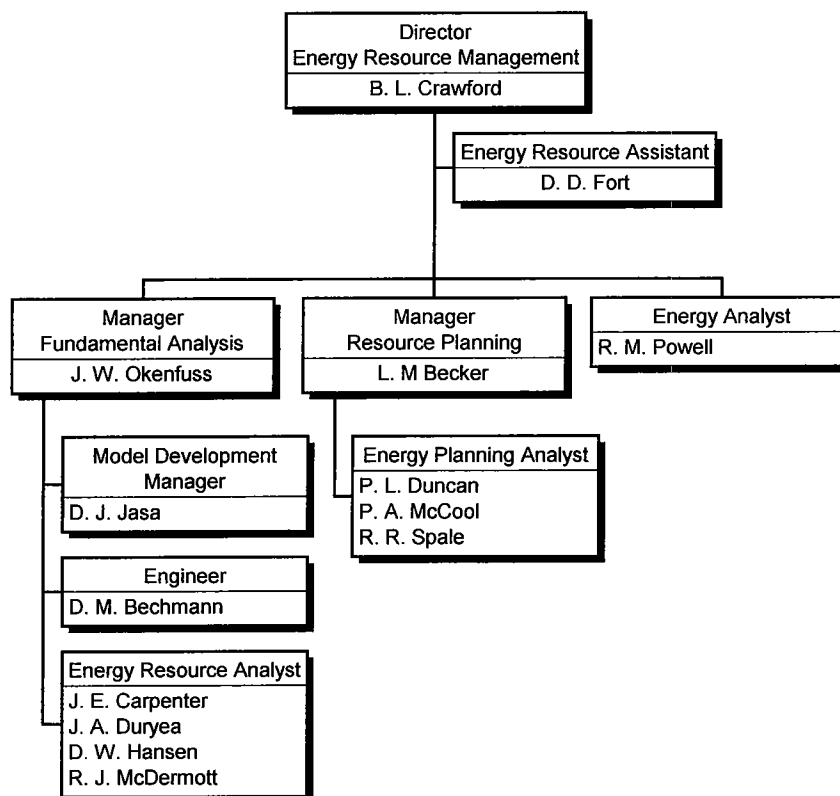 Director
Energy Resource Management
B. L. Crawford
Energy Resource Assistant
D. D. Fort
Manager
Fundamental Analysis
J. W. Okenfuss
Manager
Resource Planning
L. M Becker
Energy Analyst
R. M. Powell
Model Development
Manager
D. J. Jasa
Engineer
D. M. Bechmann
Energy Resource Analyst
J. E. Carpenter
J. A. Duryea
D. W. Hansen
R. J. McDermott
Energy Planning Analyst
P. L. Duncan
P. A. McCool
R. R. Spale